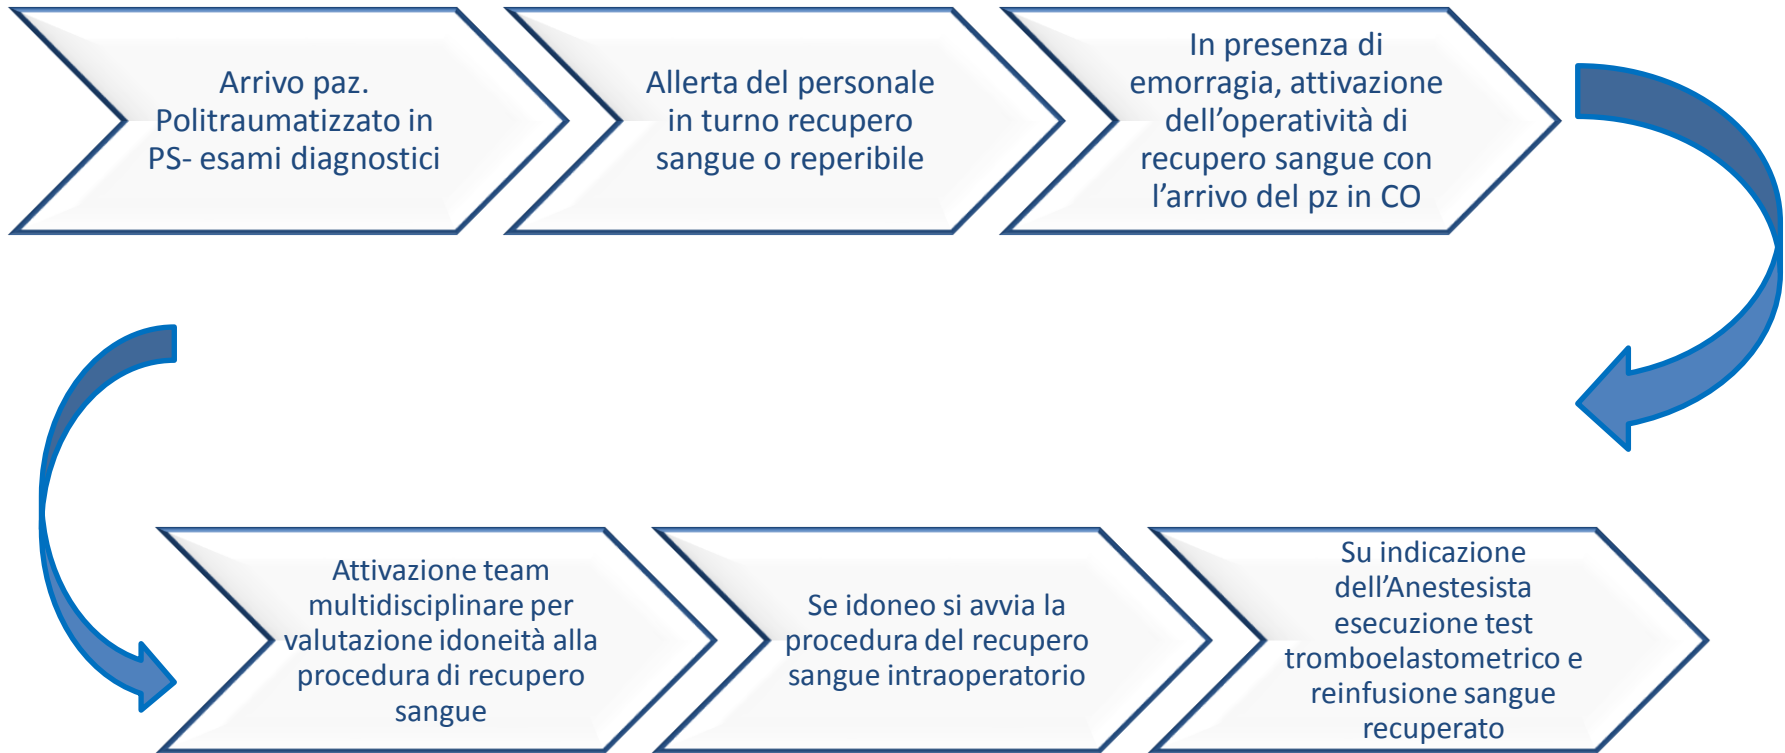 Arrivo paz.
Politraumatizzato in
PS- esami diagnostici
Allerta del personale
in turno recupero
sangue o reperibile
In presenza di
emorragia, attivazione
dell’operatività di
recupero sangue con
l’arrivo del pz in CO
Attivazione team
multidisciplinare per
valutazione idoneità alla
procedura di recupero
sangue
Se idoneo si avvia la
procedura del recupero
sangue intraoperatorio
Su indicazione
dell’Anestesista
esecuzione test
tromboelastometrico e
reinfusione sangue
recuperato